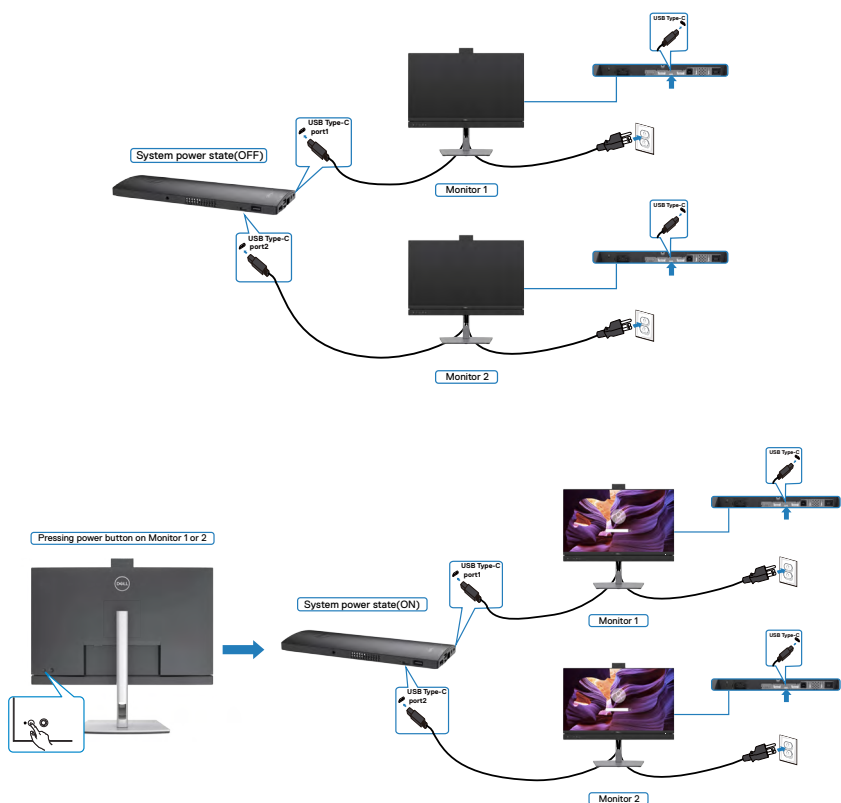 USB Type-C
USB Type-C
port1
System power state(OFF)
Monitor 1
USB Type-C
USB Type-C
port2
Monitor 2
USB Type-C
Pressing power button on Monitor 1 or 2
USB Type-C
port1
DELL
System power state(ON)
Monitor 1
USB Type-C
USB Type-C
port2
Monitor 2